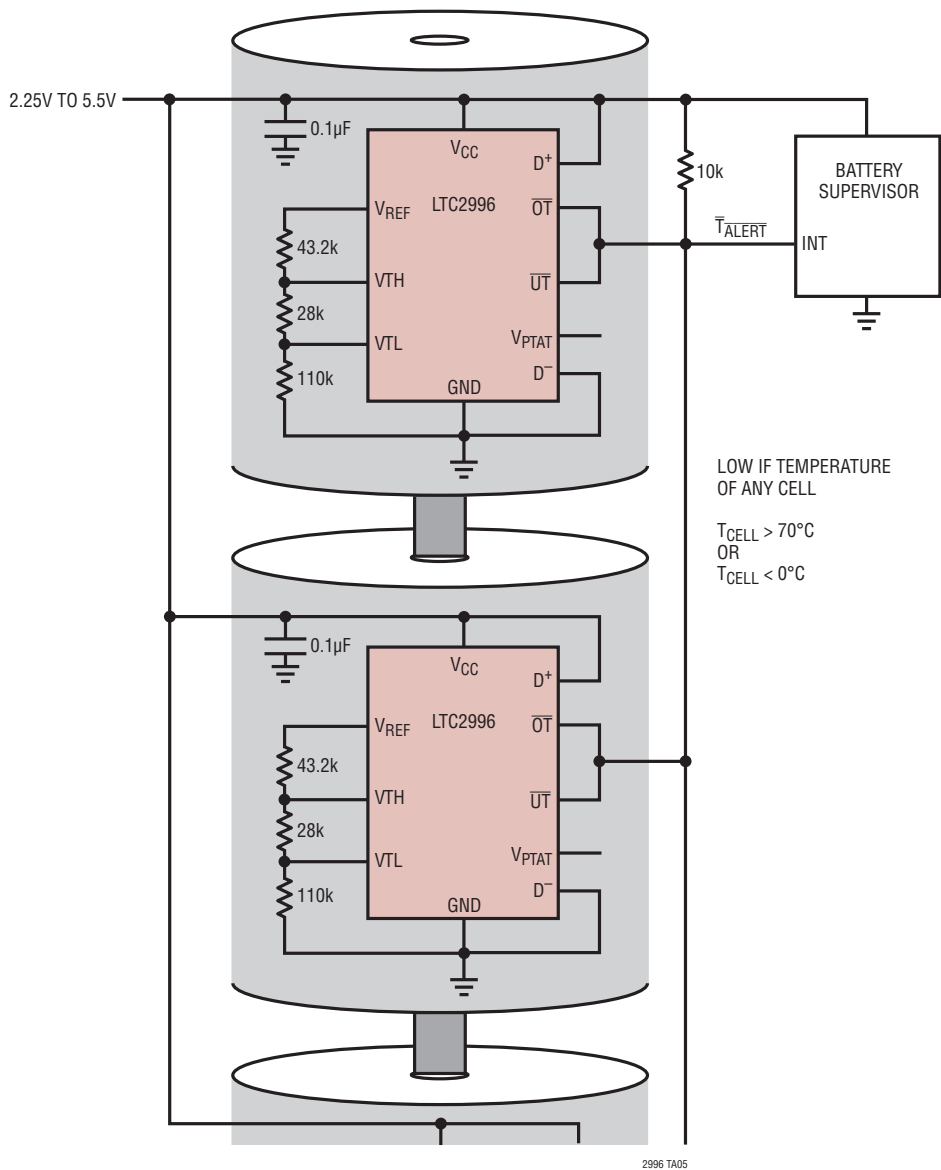 2.25V TO 5.5V
0.1µF
VCC
D+
LTC2996
VREF
OT
43.2k
VTH
UT
28k
VTL
VPTAT
110k
D–
GND
10k
TALERT
BATTERY
SUPERVISOR
INT
LOW IF TEMPERATURE
OF ANY CELL
TCELL > 70°C
OR
TCELL < 0°C
0.1µF
VCC
D+
LTC2996
VREF
OT
43.2k
VTH
UT
28k
VTL
VPTAT
110k
D–
GND
2996 TA05